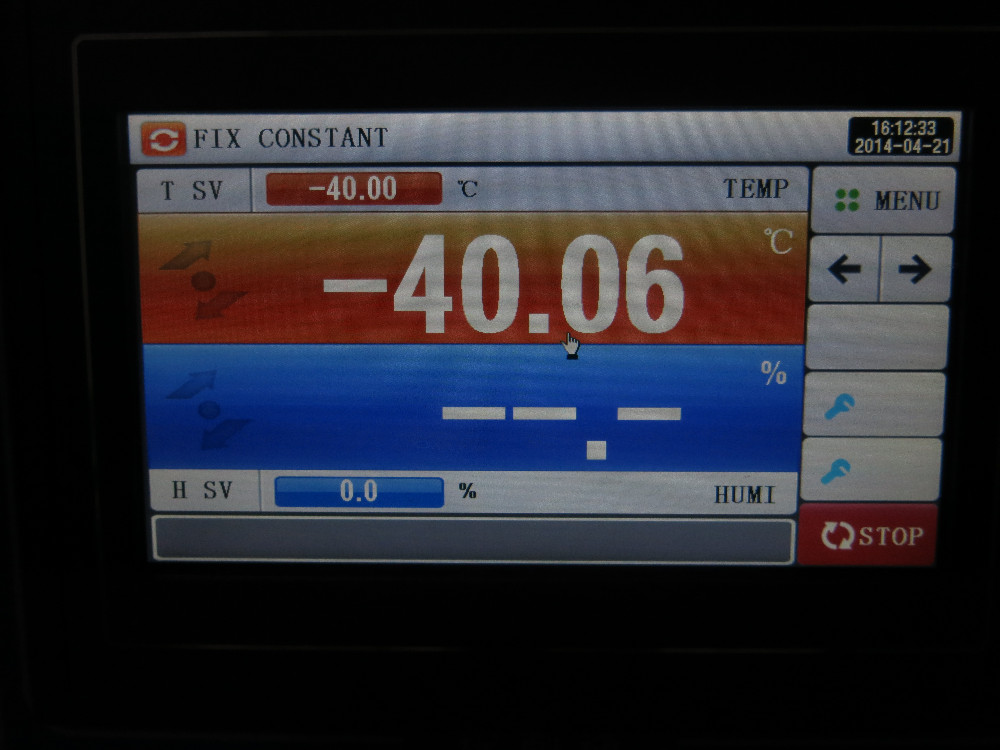 FIX CONSTANT
16:12:33
2014-04-21
T SV -40.00 ℃ TEMP
MENU
℃
-40.06
%
--.-
H SV 0.0 % HUMI
STOP